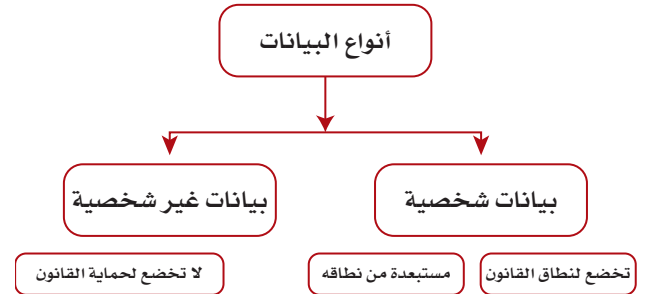 أنواع البيانات
بيانات شخصية
بيانات غير شخصية
تخضع لنطاق القانون
مستبعدة من نطاقه
لا تخضع لحماية القانون